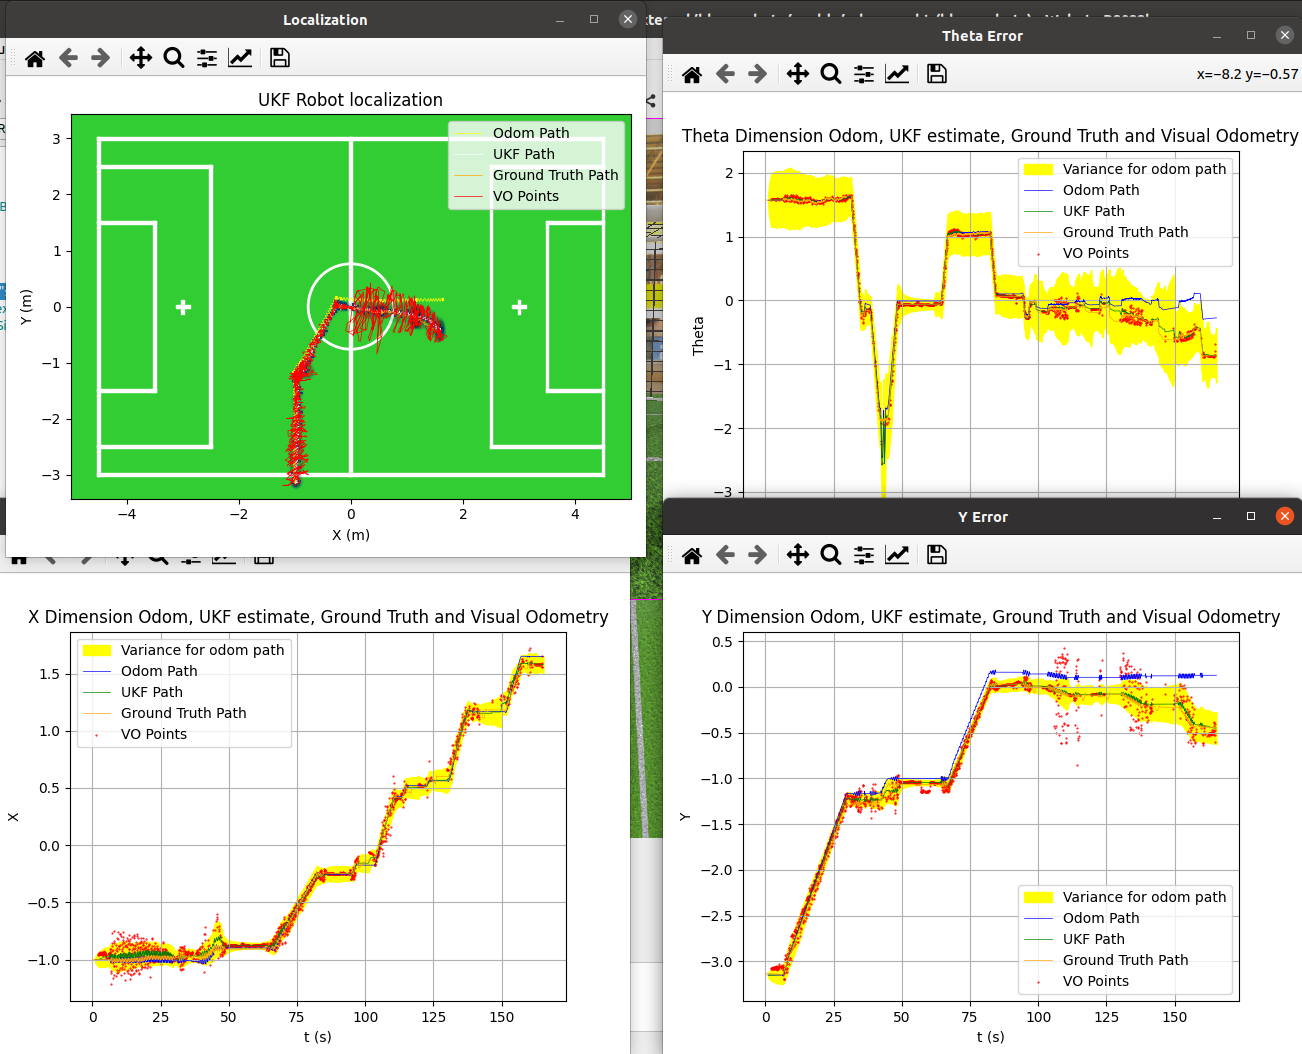 Localization
UKF Robot localization
Odom Path
UKF Path
Ground Truth Path
VO Points
3
2
1
0
−1
−2
−3
Y (m)
−4
−2
0
2
4
X (m)
Theta Error
x=−8.2 y=−0.57
Theta Dimension Odom, UKF estimate, Ground Truth and Visual Odometry
Variance for odom path
Odom Path
UKF Path
Ground Truth Path
VO Points
2
1
0
−1
−2
−3
Theta
X Dimension Odom, UKF estimate, Ground Truth and Visual Odometry
Variance for odom path
Odom Path
UKF Path
Ground Truth Path
VO Points
1.5
1.0
0.5
0.0
−0.5
−1.0
X
0
25
50
75
100
125
150
t (s)
Y Error
Y Dimension Odom, UKF estimate, Ground Truth and Visual Odometry
0.5
0.0
−0.5
−1.0
−1.5
−2.0
−2.5
−3.0
Y
Variance for odom path
Odom Path
UKF Path
Ground Truth Path
VO Points
0
25
50
75
100
125
150
t (s)